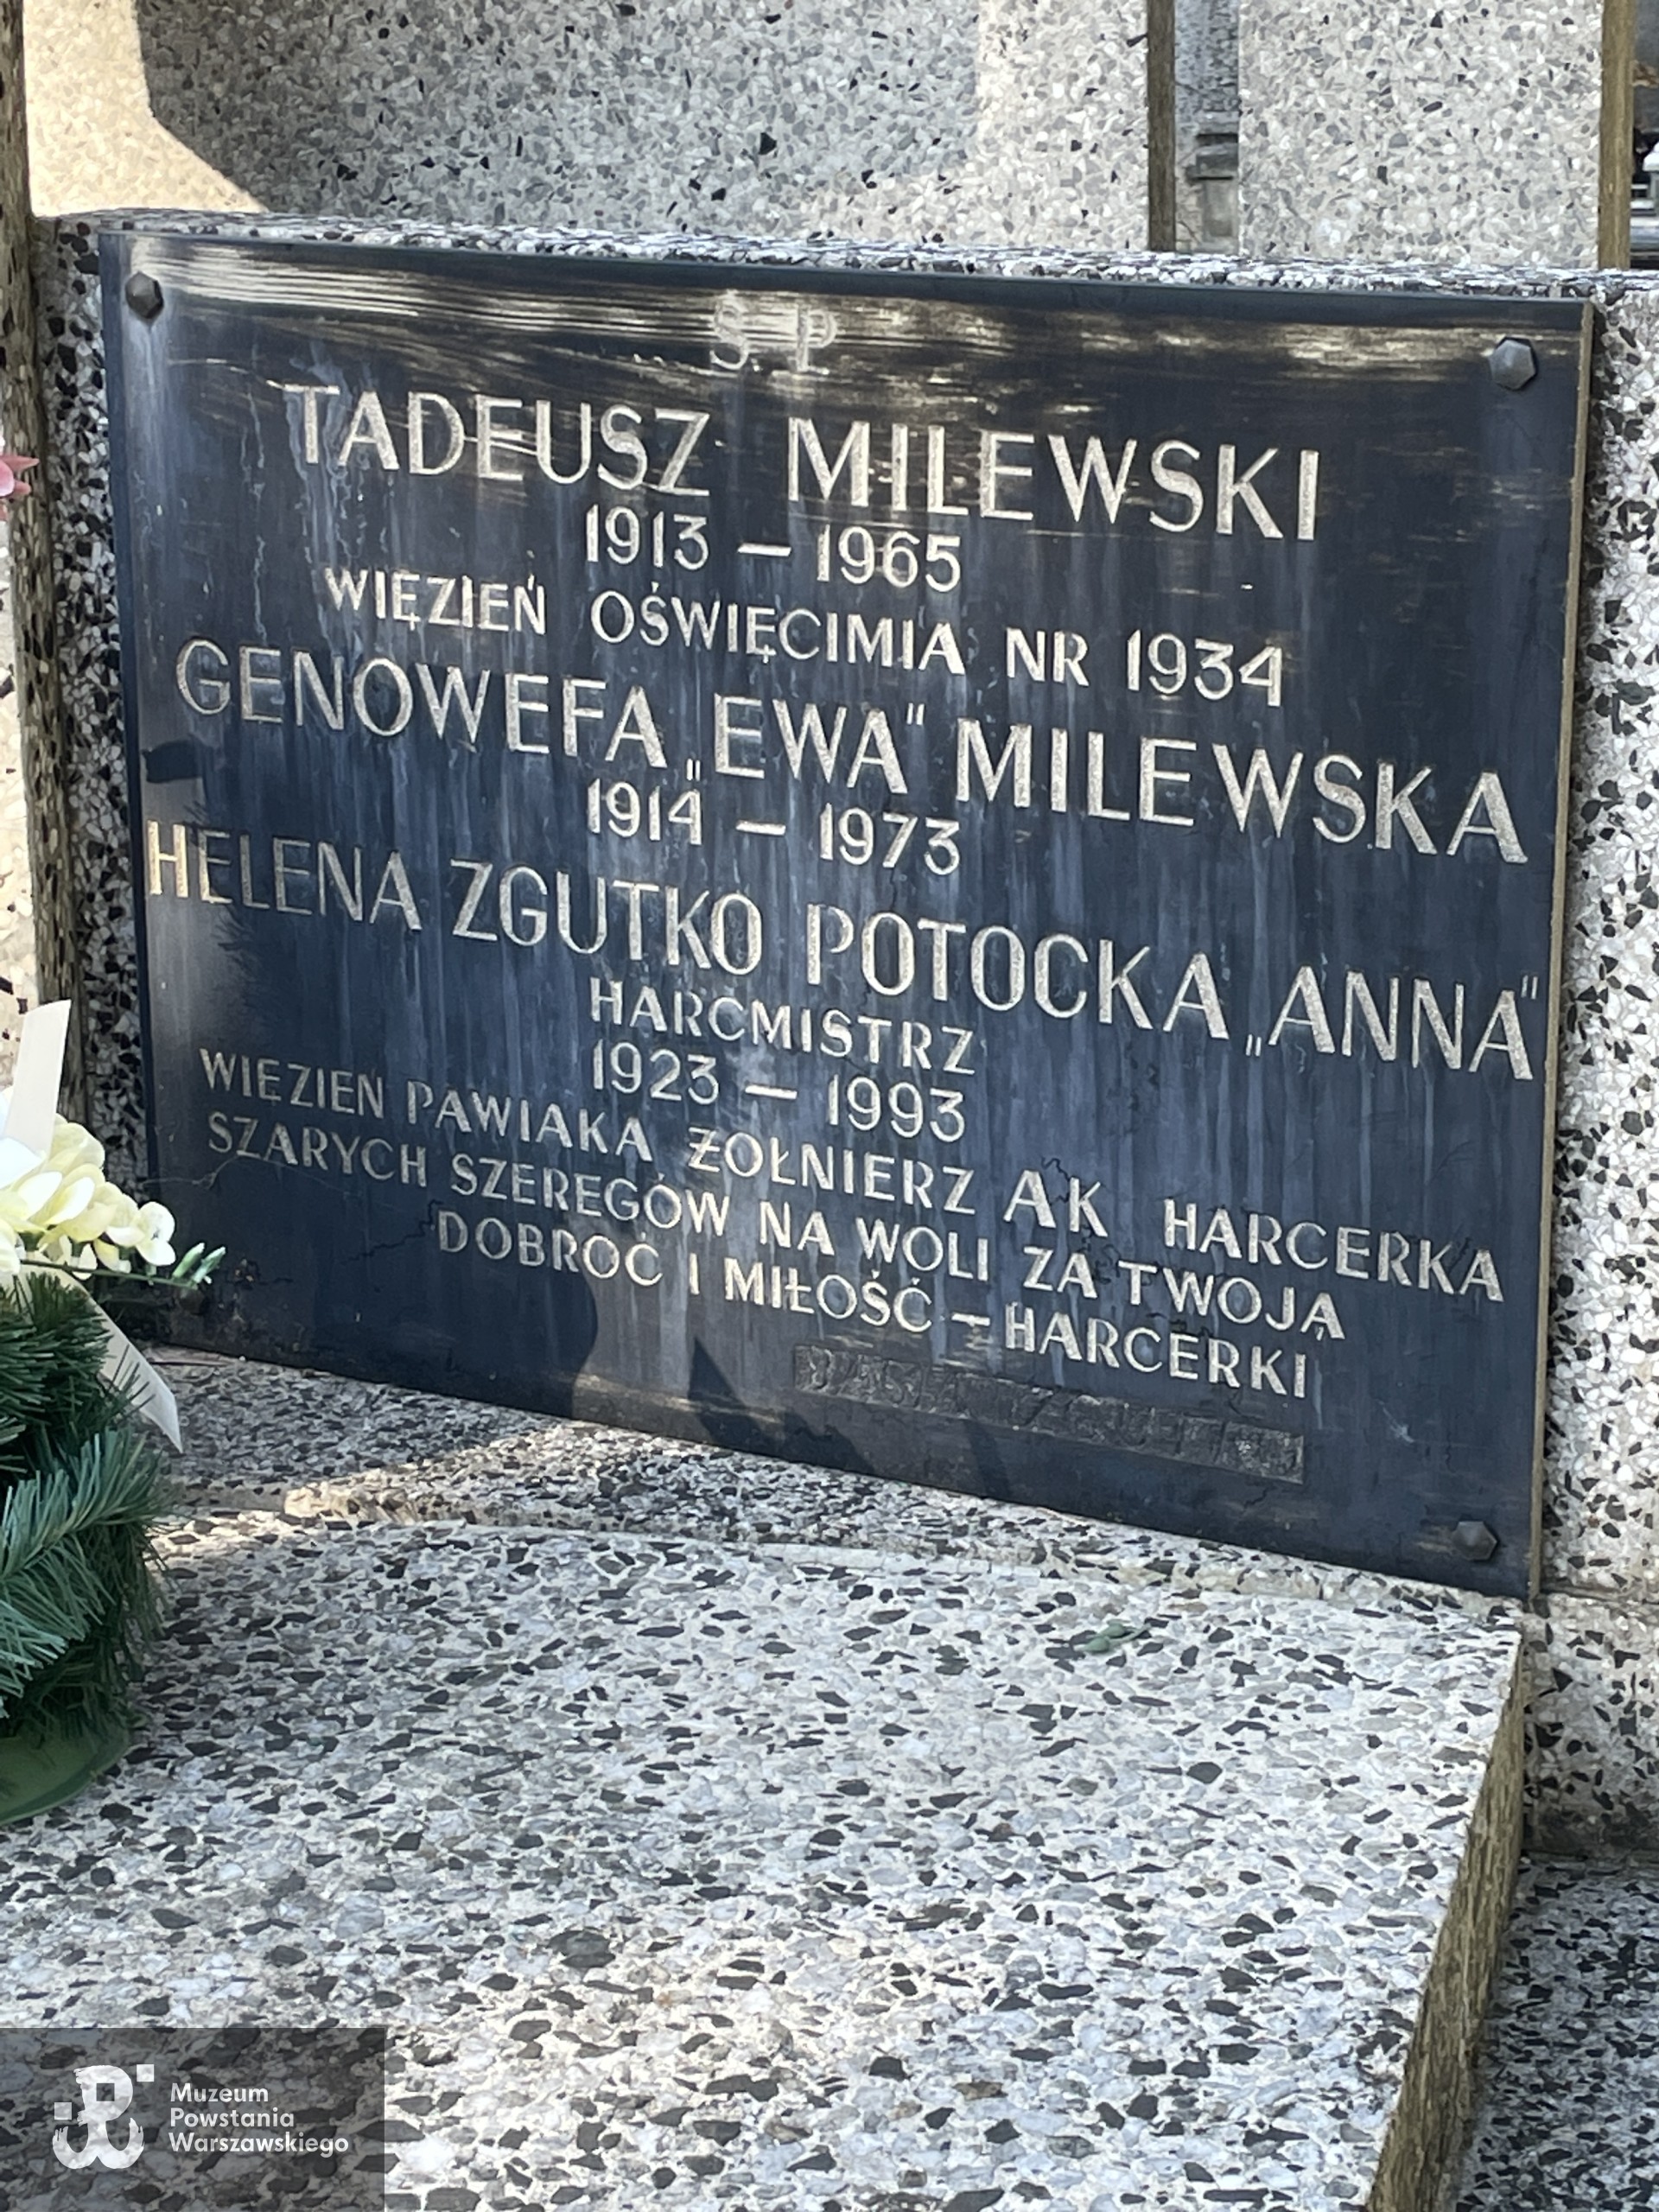 Ś P
TADEUSZ MILEWSKI
1913 – 1965
WIĘZIEŃ OŚWIĘCIMIA NR 1934
GENOWEFA „EWA" MILEWSKA
1914 – 1973
HELENA ZGUTKO POTOCKA „ANNA"
HARCMISTRZ
1923 – 1993
WIĘZIEŃ PAWIAKA, ŻOŁNIERZ AK HARCERKA
SZARYCH SZEREGÓW NA WOLI ZA TWOJĄ
DOBROĆ I MIŁOŚĆ – HARCERKI
Muzeum
Powstania
Warszawskiego